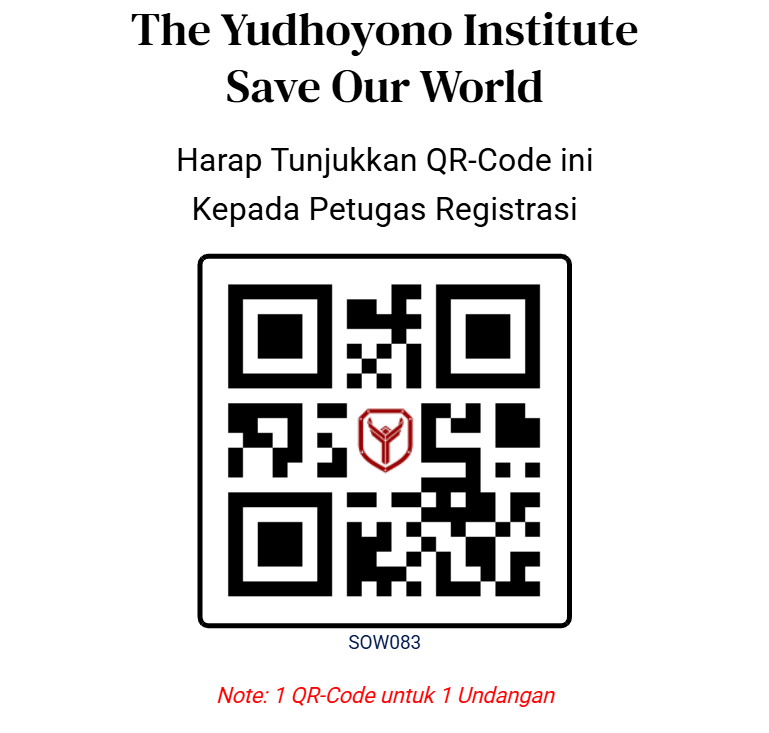 The Yudhoyono Institute
Save Our World
Harap Tunjukkan QR-Code ini
Kepada Petugas Registrasi
SOW083
Note: 1 QR-Code untuk 1 Undangan